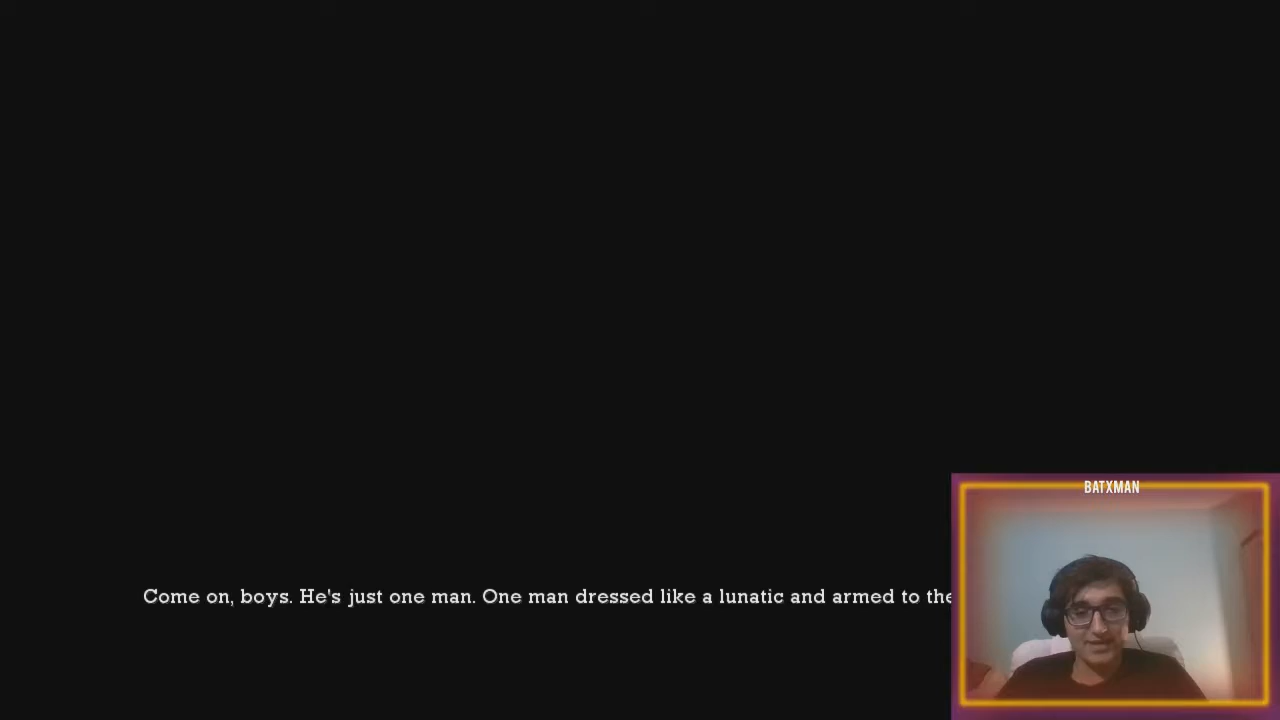 BATXMAN
Come on, boys. He's just one man. One man dressed like a lunatic and armed to the